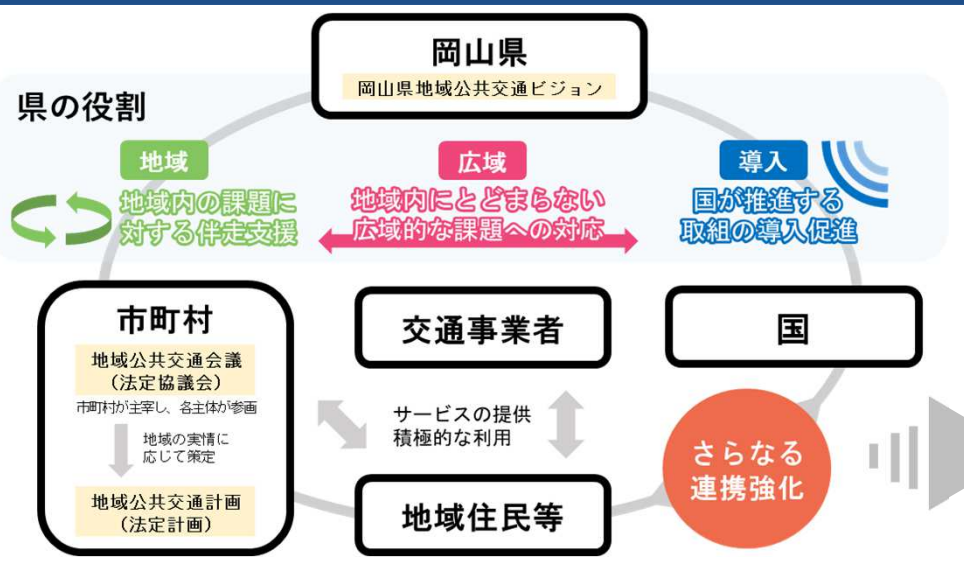 岡山県
岡山県地域公共交通ビジョン
県の役割
地域
地域内の課題に
対する伴走支援
広域
地域内にとどまらない
広域的な課題への対応
導入
国が推進する
取組の導入促進
市町村
地域公共交通会議
(法定協議会)
市町村が主宰し、各主体が参画
地域の実情に
応じて策定
地域公共交通計画
(法定計画)
交通事業者
サービスの提供
積極的な利用
地域住民等
国
さらなる
連携強化